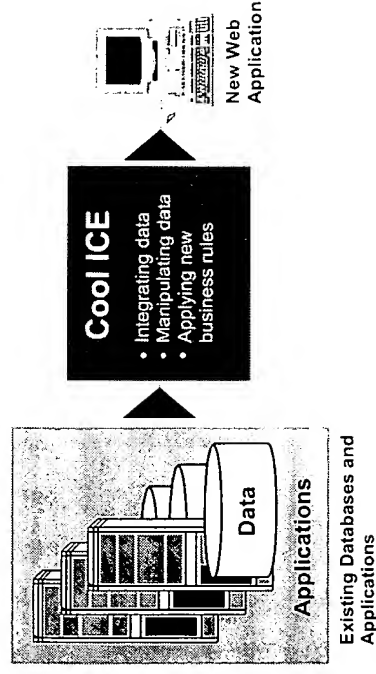 Data
Applications
Existing Databases and
Applications
Cool ICE
• Integrating data
• Manipulating data
• Applying new
business rules
New Web
Application